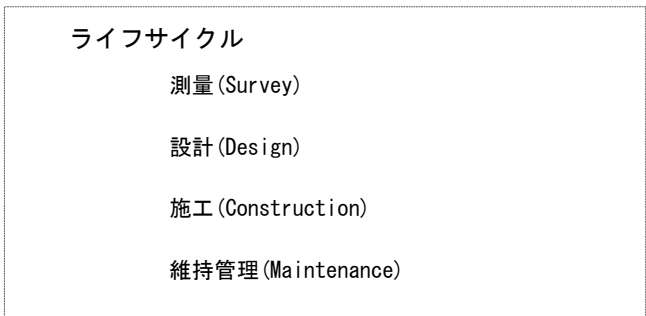 ライフサイクル
測量(Survey)
設計(Design)
施工(Construction)
維持管理(Maintenance)